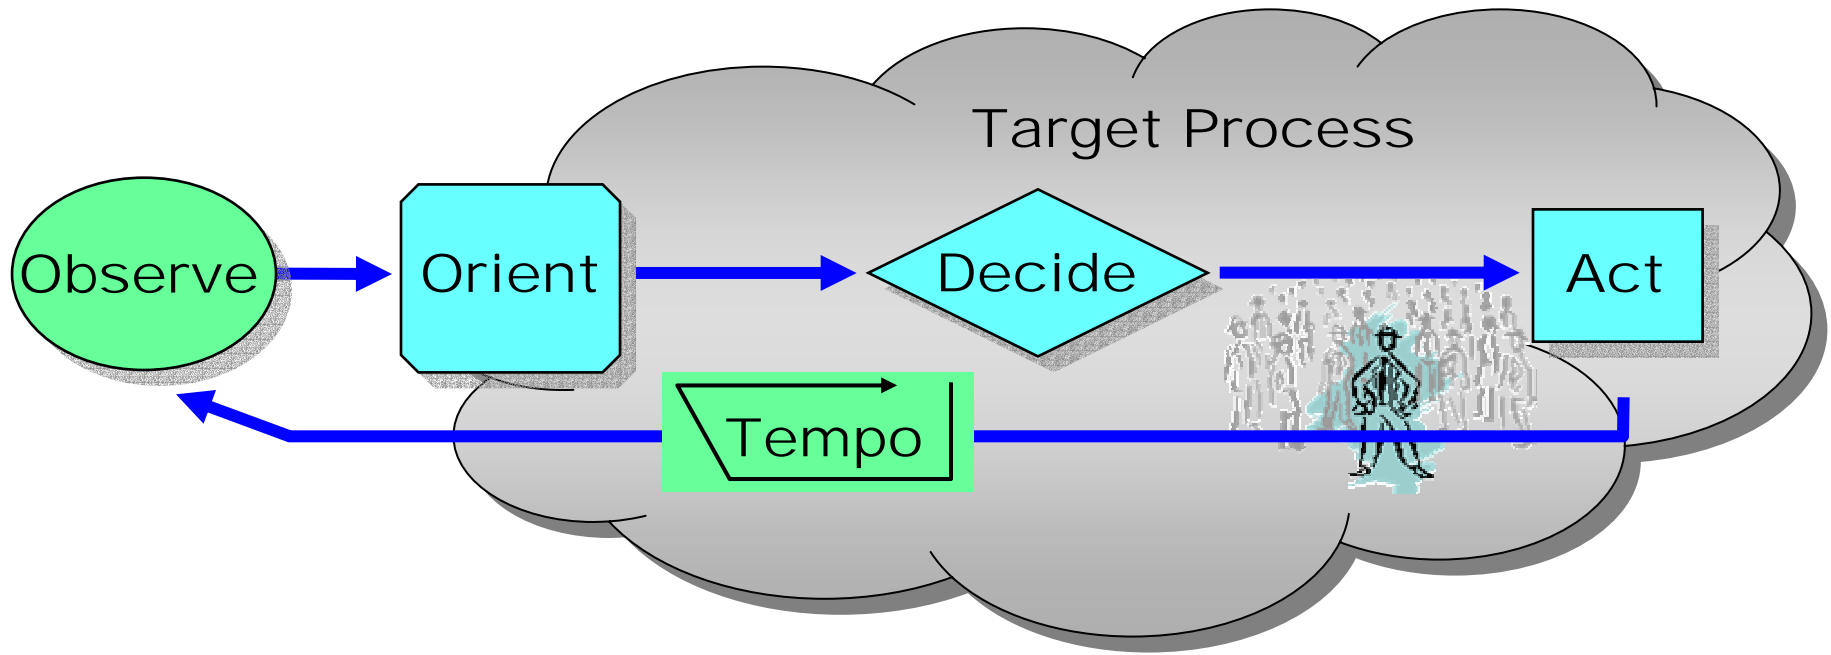 Target Process
Observe
Orient
Decide
Act
Tempo